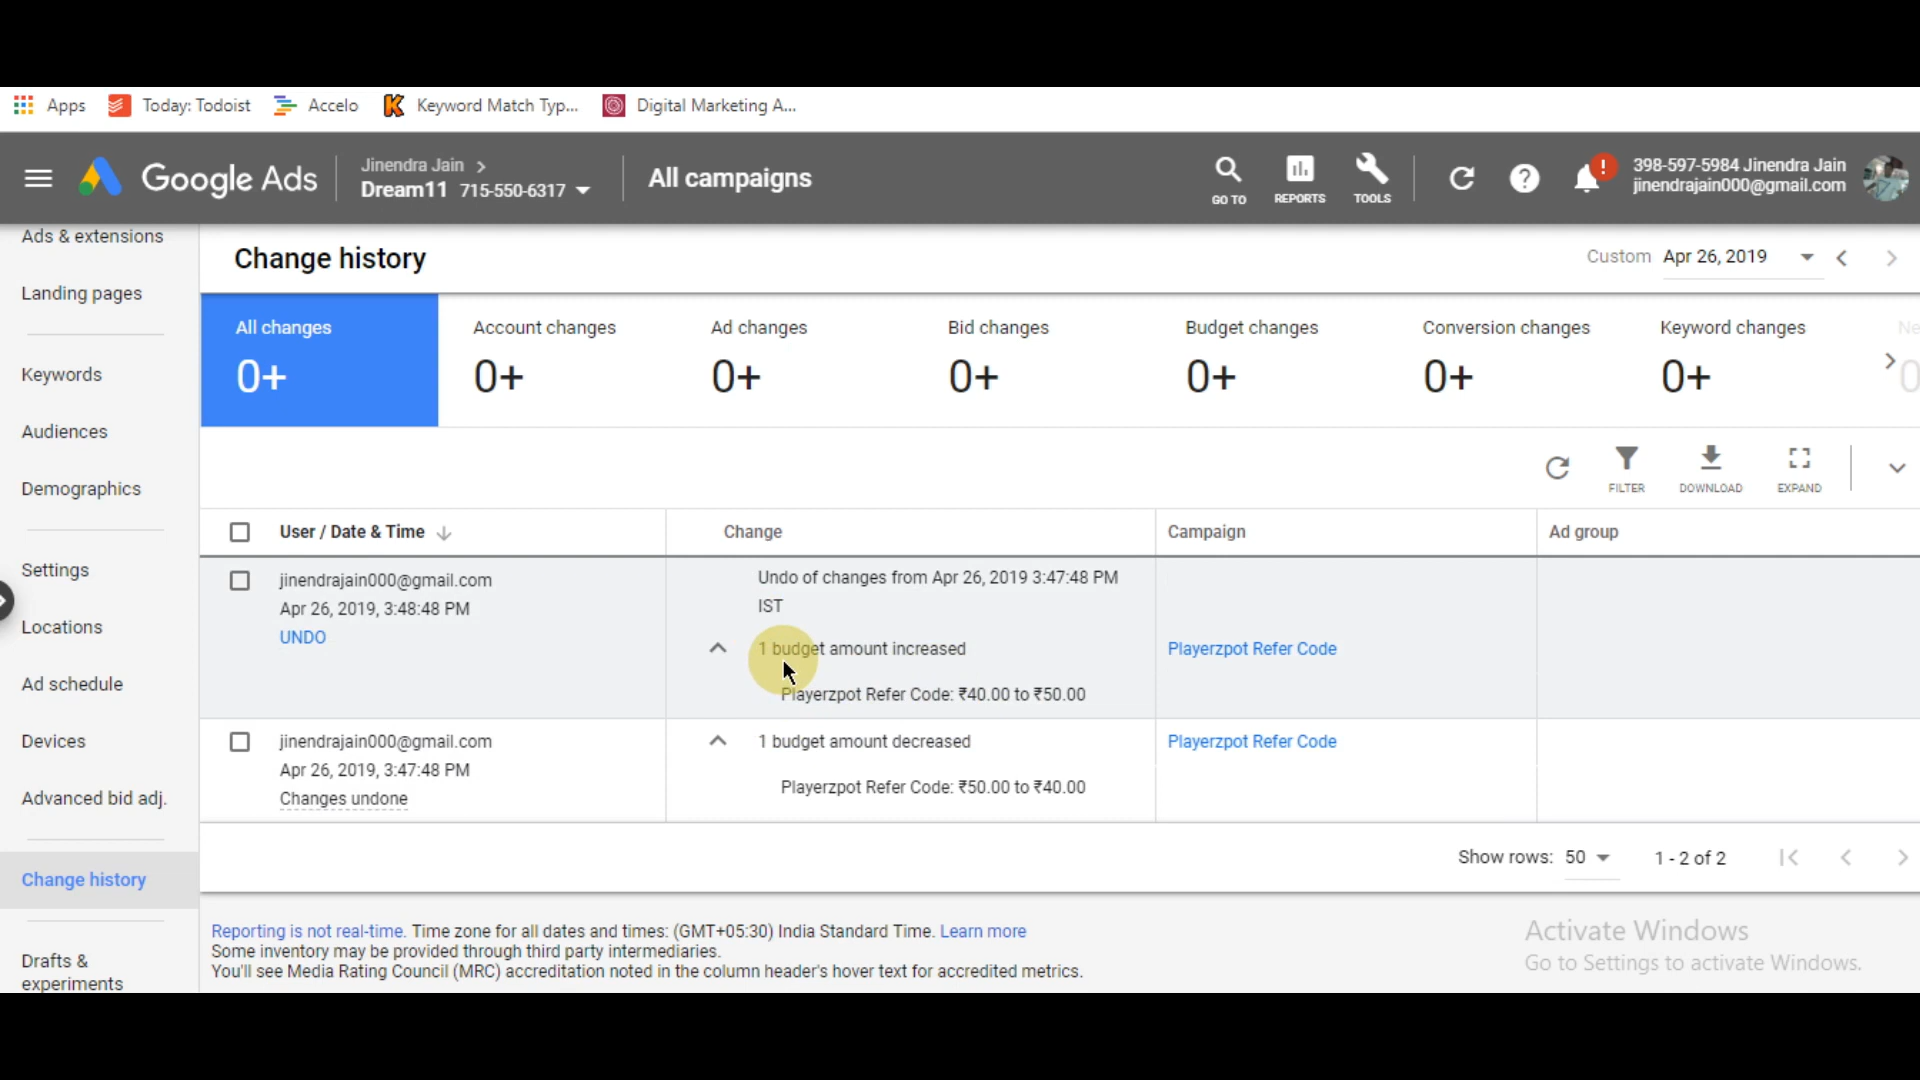 Apps Today: Todoist Accelo Keyword Match Typ... Digital Marketing A...
Google Ads
Jinendra Jain >
Dream11 715-550-6317
All campaigns
GO TO REPORTS TOOLS
398-597-5984 Jinendra Jain
jinendrajain000@gmail.com
Ads & extensions
Landing pages
Keywords
Audiences
Demographics
Settings
Locations
Ad schedule
Devices
Advanced bid adj.
Change history
Drafts &
experiments
Change history
Custom Apr 26, 2019
All changes Account changes Ad changes Bid changes Budget changes Conversion changes Keyword changes Ne
0+ 0+ 0+ 0+ 0+ 0+ 0+ 0
FILTER DOWNLOAD EXPAND
User / Date & Time Change Campaign Ad group
jinendrajain000@gmail.com
Apr 26, 2019, 3:48:48 PM
UNDO
Undo of changes from Apr 26, 2019 3:47:48 PM
IST
1 budget amount increased
Playerzpot Refer Code: ₹40.00 to ₹50.00
Playerzpot Refer Code
jinendrajain000@gmail.com
Apr 26, 2019, 3:47:48 PM
Changes undone
1 budget amount decreased
Playerzpot Refer Code: ₹50.00 to ₹40.00
Playerzpot Refer Code
Show rows: 50 1 - 2 of 2
Reporting is not real-time. Time zone for all dates and times: (GMT+05:30) India Standard Time. Learn more
Some inventory may be provided through third party intermediaries.
You'll see Media Rating Council (MRC) accreditation noted in the column header's hover text for accredited metrics.
Activate Windows
Go to Settings to activate Windows.